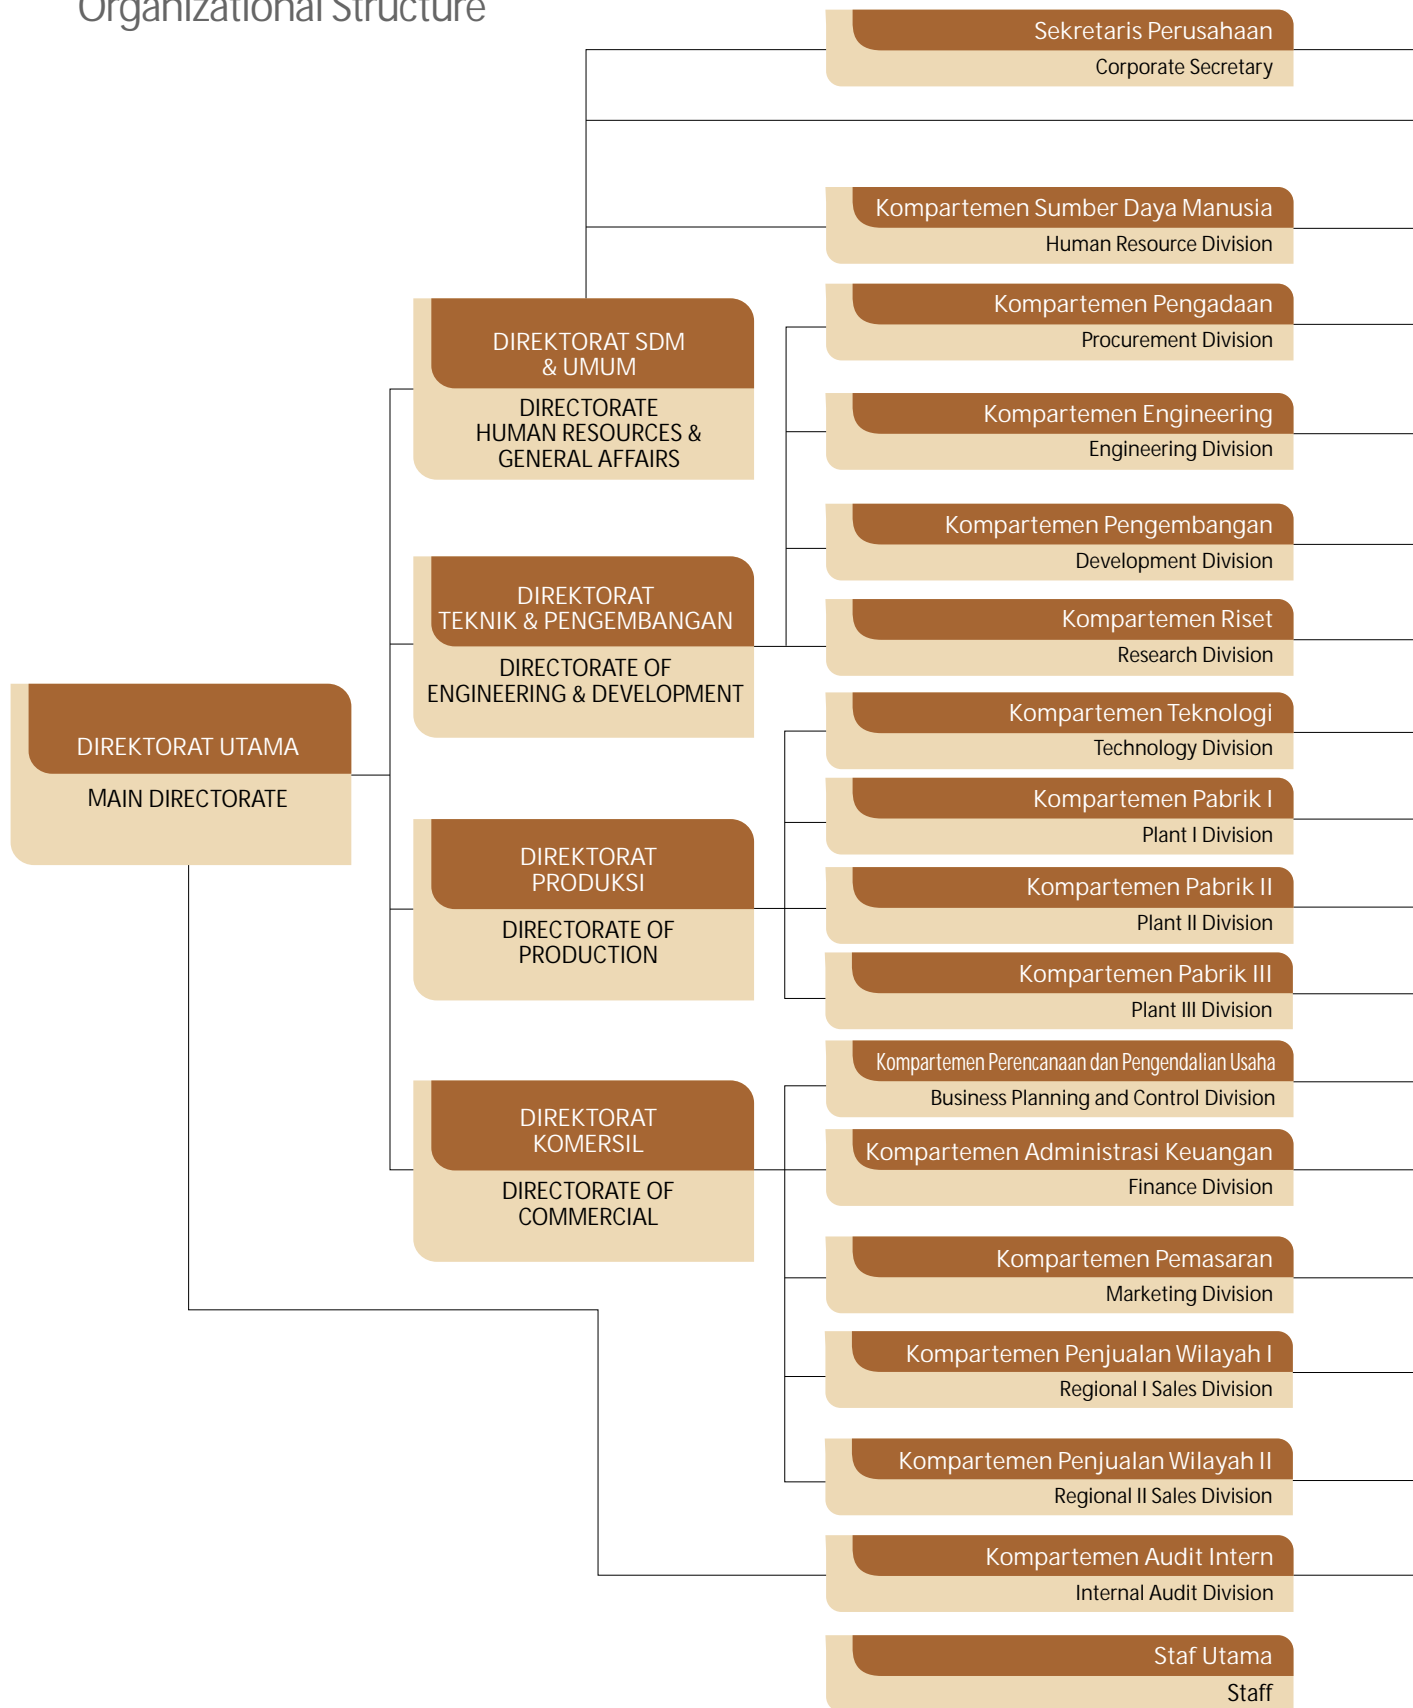 Organizational Structure
Sekretaris Perusahaan
Corporate Secretary
Kompartemen Sumber Daya Manusia
Human Resource Division
Kompartemen Pengadaan
Procurement Division
DIREKTORAT SDM
& UMUM
DIRECTORATE
HUMAN RESOURCES &
GENERAL AFFAIRS
Kompartemen Engineering
Engineering Division
Kompartemen Pengembangan
Development Division
DIREKTORAT
TEKNIK & PENGEMBANGAN
DIRECTORATE OF
ENGINEERING & DEVELOPMENT
Kompartemen Riset
Research Division
DIREKTORAT UTAMA
MAIN DIRECTORATE
Kompartemen Teknologi
Technology Division
Kompartemen Pabrik I
Plant I Division
DIREKTORAT
PRODUKSI
DIRECTORATE OF
PRODUCTION
Kompartemen Pabrik II
Plant II Division
Kompartemen Pabrik III
Plant III Division
Kompartemen Perencanaan dan Pengendalian Usaha
Business Planning and Control Division
DIREKTORAT
KOMERSIL
DIRECTORATE OF
COMMERCIAL
Kompartemen Administrasi Keuangan
Finance Division
Kompartemen Pemasaran
Marketing Division
Kompartemen Penjualan Wilayah I
Regional I Sales Division
Kompartemen Penjualan Wilayah II
Regional II Sales Division
Kompartemen Audit Intern
Internal Audit Division
Staf Utama
Staff